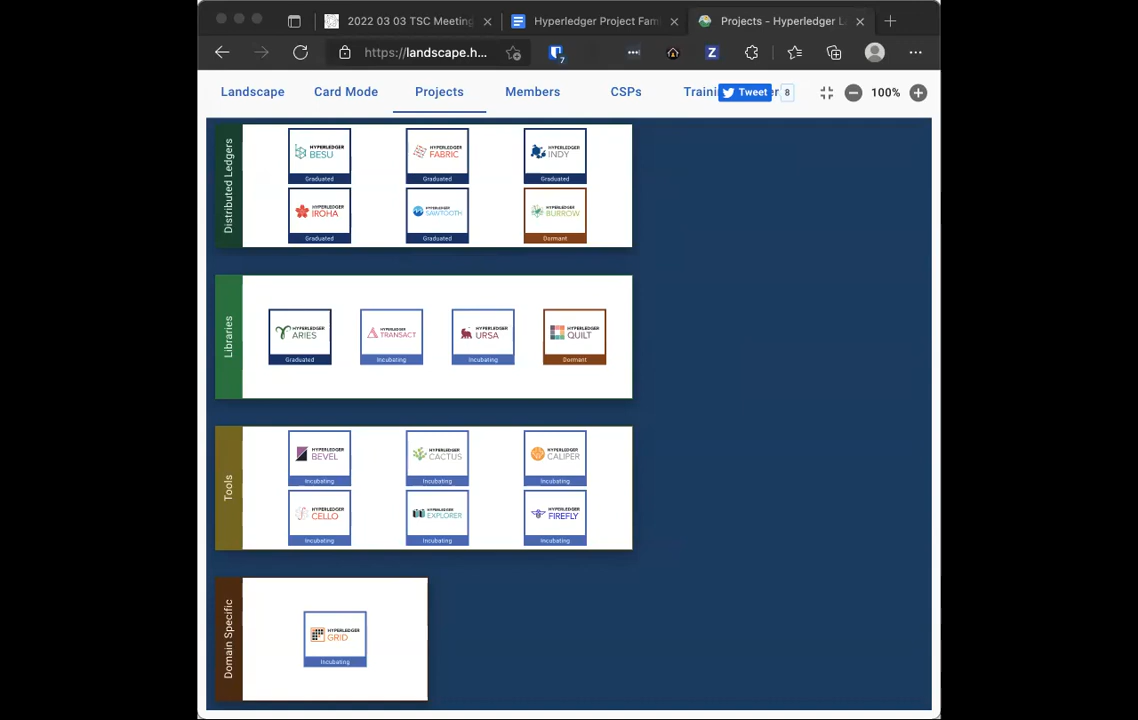 2022 03 03 TSC Meeting
Hyperledger Project Fam
Projects - Hyperledger L
https://landscape.h...
7
Z
Landscape
Card Mode
Projects
Members
CSPs
Traini
Tweet
8
er
100%
Distributed Ledgers
HYPERLEDGER BESU
Graduated
HYPERLEDGER FABRIC
Graduated
HYPERLEDGER INDY
Graduated
HYPERLEDGER IROHA
Graduated
HYPERLEDGER SAWTOOTH
Graduated
HYPERLEDGER BURROW
Dormant
Libraries
HYPERLEDGER ARIES
Graduated
HYPERLEDGER TRANSACT
Incubating
HYPERLEDGER URSA
Incubating
HYPERLEDGER QUILT
Dormant
Tools
HYPERLEDGER BEVEL
Incubating
HYPERLEDGER CACTUS
Incubating
HYPERLEDGER CALIPER
Incubating
HYPERLEDGER CELLO
Incubating
HYPERLEDGER EXPLORER
Incubating
HYPERLEDGER FIREFLY
Incubating
Domain Specific
HYPERLEDGER GRID
Incubating